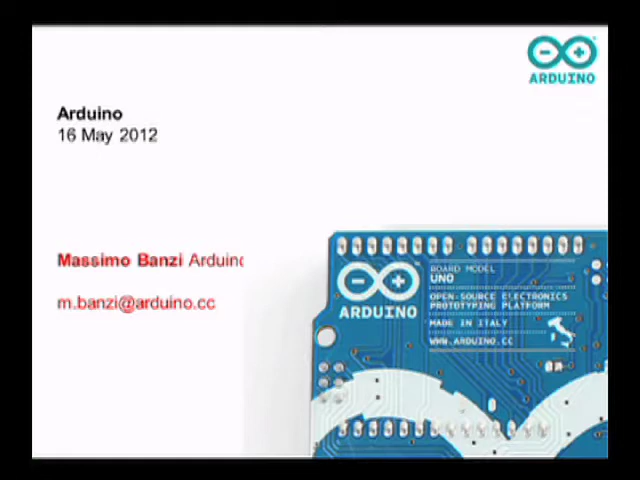 ARDUINO
Arduino
16 May 2012
Massimo Banzi Arduino
m.banzi@arduino.cc
ARDUINO
BOARD MODEL
UNO
OPEN-SOURCE ELECTRONICS
PROTOTYPING PLATFORM
MADE IN ITALY
WWW.ARDUINO.CC